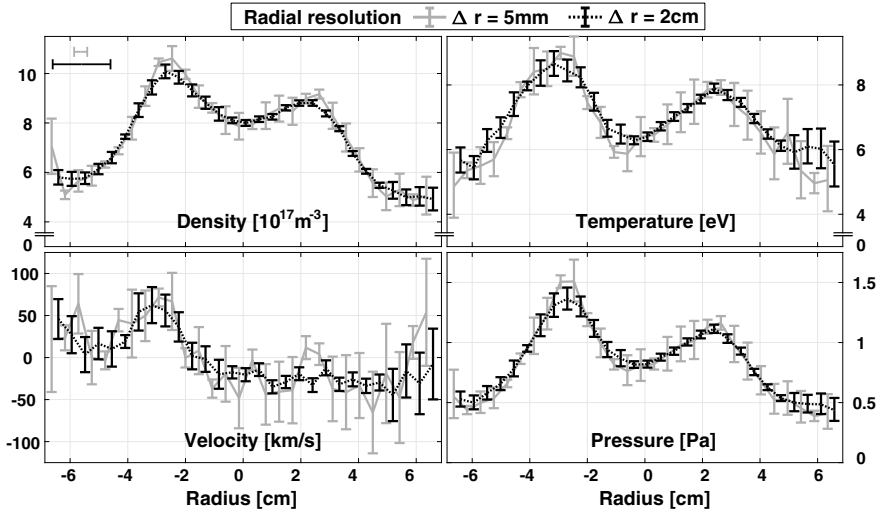 Radial resolution Δ r = 5mm Δ r = 2cm
10
8
6
4
0
Density [10¹⁷m⁻³]
8
6
4
0
Temperature [eV]
100
50
0
-50
-100
Velocity [km/s]
-6 -4 -2 0 2 4 6
Radius [cm]
1.5
1
0.5
0
Pressure [Pa]
-6 -4 -2 0 2 4 6
Radius [cm]